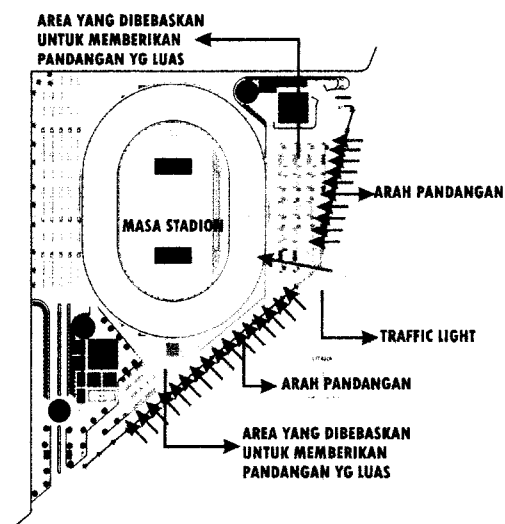 AREA YANG DIBEBASKAN
UNTUK MEMBERIKAN
PANDANGAN YG LUAS
ARAH PANDANGAN
MASA STADION
TRAFFIC LIGHT
ARAH PANDANGAN
AREA YANG DIBEBASKAN
UNTUK MEMBERIKAN
PANDANGAN YG LUAS